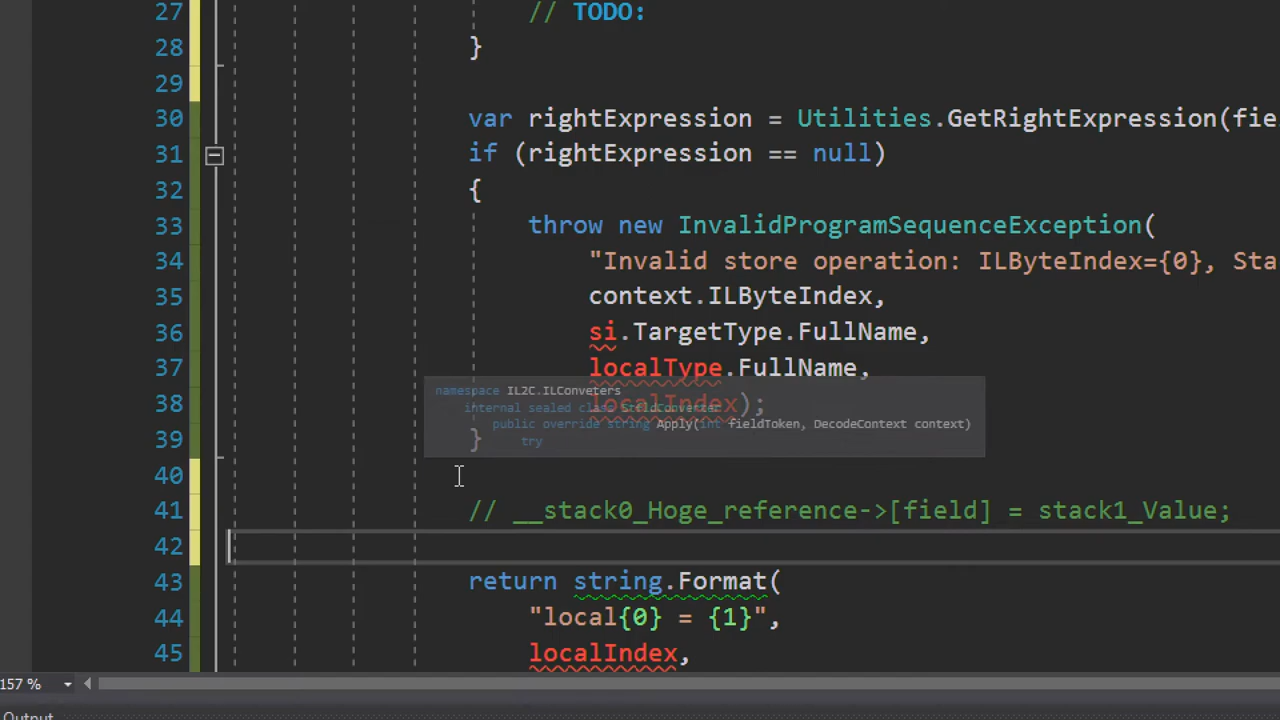 27 // TODO:
28 }
29
30 var rightExpression = Utilities.GetRightExpression(fie
31 if (rightExpression == null)
32 {
33 throw new InvalidProgramSequenceException(
34 "Invalid store operation: ILByteIndex={0}, Sta
35 context.ILByteIndex,
36 si.TargetType.FullName,
37 localType.FullName,
namespace IL2C.ILConveters
38 localIndex);
internal sealed class StfldConverter
public override string Apply(int fieldToken, DecodeContext context)
39 }
try
40
41 // __stack0_Hoge_reference->[field] = stack1_Value;
42
43 return string.Format(
44 "local{0} = {1}",
45 localIndex,
157 %
Output